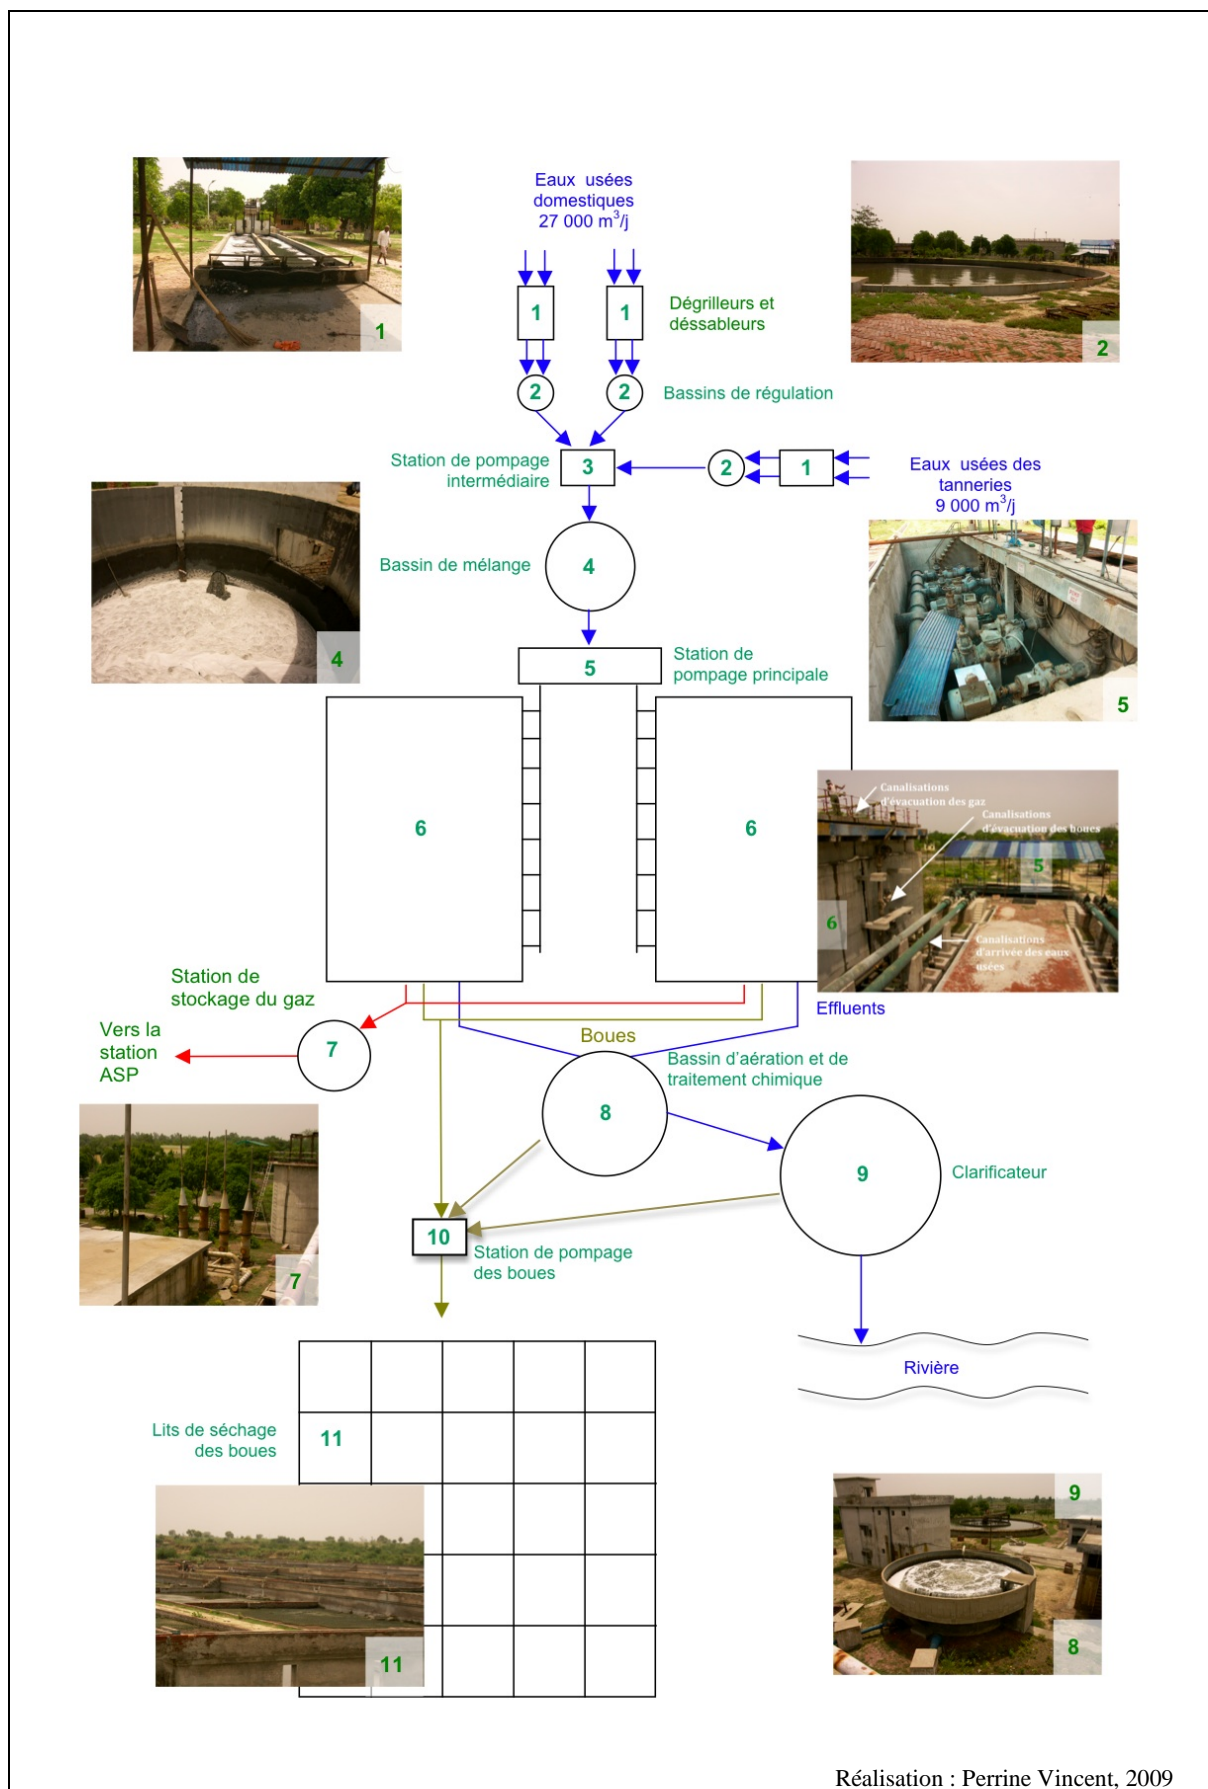 Eaux usées
domestiques
27 000 m³/j
1
2
1
1
Dégrilleurs et
déssableurs
2
2
Bassins de régulation
Station de pompage
intermédiaire
3
2
1
Eaux usées des
tanneries
9 000 m³/j
Bassin de mélange
4
4
5
Station de
pompage principale
5
6
6
Canalisations
d'évacuation des gaz
Canalisations
d'évacuation des boues
5
6
Canalisations
d'arrivée des eaux
usées
Station de
stockage du gaz
Effluents
Vers la
station
ASP
7
Boues
Bassin d'aération et de
traitement chimique
8
9
Clarificateur
7
10
Station de pompage
des boues
Rivière
Lits de séchage
des boues
11
11
9
8
Réalisation : Perrine Vincent, 2009